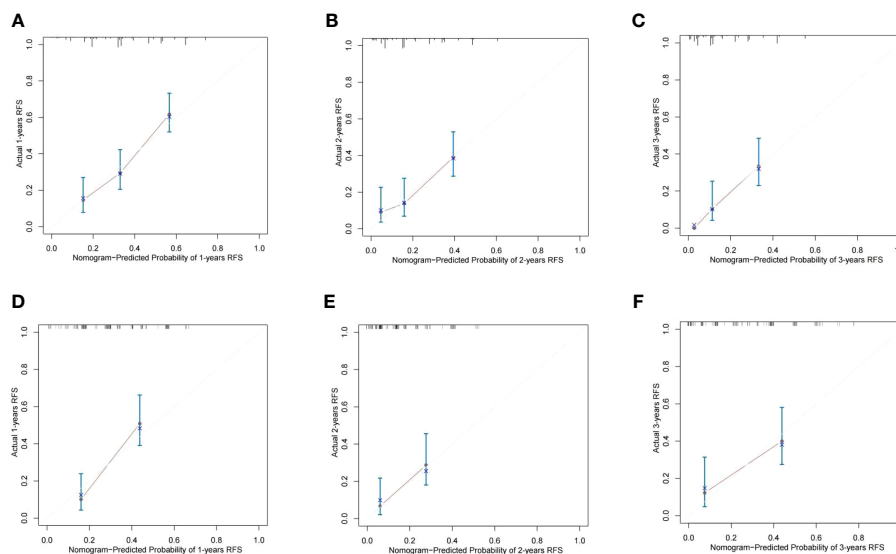 A
B
C
Actual 1-years RFS
0.0 0.2 0.4 0.6 0.8 1.0
0.0 0.2 0.4 0.6 0.8 1.0
Nomogram-Predicted Probability of 1-years RFS
Actual 2-years RFS
0.0 0.2 0.4 0.6 0.8 1.0
0.0 0.2 0.4 0.6 0.8 1.0
Nomogram-Predicted Probability of 2-years RFS
Actual 3-years RFS
0.0 0.2 0.4 0.6 0.8 1.0
0.0 0.2 0.4 0.6 0.8
Nomogram-Predicted Probability of 3-years RFS
D
E
F
Actual 1-years RFS
0.0 0.2 0.4 0.6 0.8 1.0
0.0 0.2 0.4 0.6 0.8 1.0
Nomogram-Predicted Probability of 1-years RFS
Actual 2-years RFS
0.0 0.2 0.4 0.6 0.8 1.0
0.0 0.2 0.4 0.6 0.8 1.0
Nomogram-Predicted Probability of 2-years RFS
Actual 3-years RFS
0.0 0.2 0.4 0.6 0.8 1.0
0.0 0.2 0.4 0.6 0.8 1.0
Nomogram-Predicted Probability of 3-years RFS